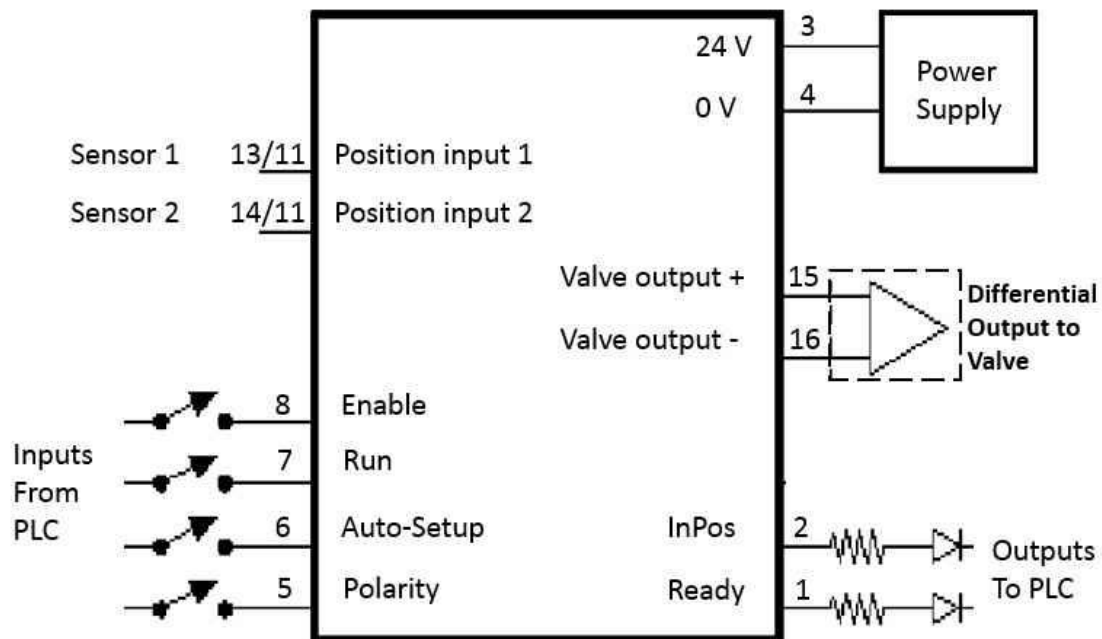 3
24 V
Power
Supply
4
0 V
Sensor 1 13/11 Position input 1
Sensor 2 14/11 Position input 2
Valve output + 15
Valve output - 16
Differential
Output to
Valve
8 Enable
7 Run
Inputs
From
PLC
6 Auto-Setup
5 Polarity
InPos 2
Ready 1
Outputs
To PLC